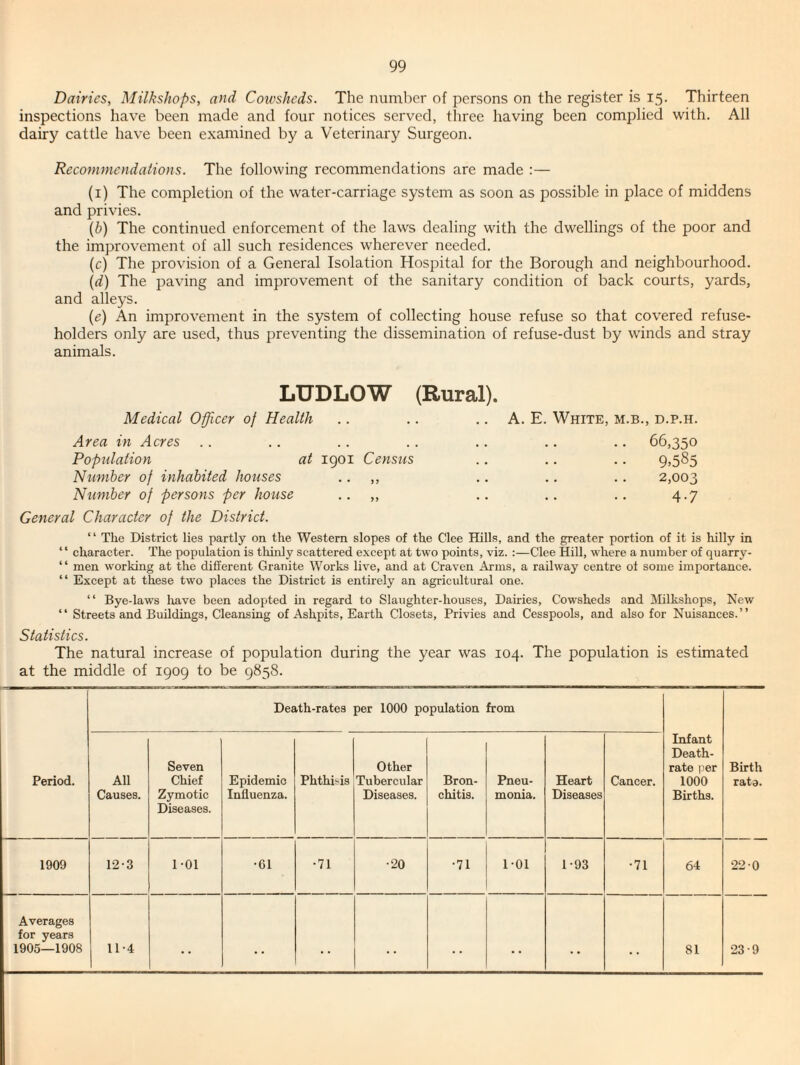 99
Dairies, Milkshops, and Cowsheds. The number of persons on the register is 15. Thirteen
inspections have been made and four notices served, three having been complied with. All
dairy cattle have been examined by a Veterinary Surgeon.
Recommendations. The following recommendations are made :—
(1) The completion of the water-carriage system as soon as possible in place of middens
and privies.
(b) The continued enforcement of the laws dealing with the dwellings of the poor and
the improvement of all such residences wherever needed.
(c) The provision of a General Isolation Hospital for the Borough and neighbourhood.
(d) The paving and improvement of the sanitary condition of back courts, yards,
and alleys.
(e) An improvement in the system of collecting house refuse so that covered refuse-
holders only are used, thus preventing the dissemination of refuse-dust by winds and stray
animals.
LUDLOW (Rural).
Medical Officer of Health .. .. .. A. E. White, M.B., D.P.H.
Area in Acres .. .. .. .. .. .. .. 66,350
Population at 1901 Census .. .. .. 9,585
Number of inhabited houses .. ,, .. .. .. 2,003
Number of persons per house .. ,, .. .. .. 4.7
General Character of the District.
“ The District lies partly on the Western slopes of the Clee Hills, and the greater portion of it is hilly in
“ character. The population is thinly scattered except at two points, viz. :—Clee Hill, where a number of quarry-
“ men working at the different Granite Works live, and at Craven Arms, a railway centre of some importance.
“ Except at these two places the District is entirely an agricultural one.
“ Bye-laws have been adopted in regard to Slaughter-houses, Dairies, Cowsheds and Milkshops, New
“ Streets and Buildings, Cleansing of Ashpits, Earth Closets, Privies and Cesspools, and also for Nuisances.”
Statistics.
The natural increase of population during the year was 104. The population is estimated
at the middle of 1909 to be 9858.
Death-rates per 1000 population from
Period. All Causes. Seven Chief Zymotic Diseases. Epidemic Influenza. Phthisis Other Tubercular Diseases. Bron-chitis. Pneu-monia. Heart Diseases Cancer. Infant Death-rate per 1000 Births. Birth rate.
1909 12·3 1·01 ·61 ·71 ·20 ·71 1·01 1·93 ·71 64 22·0
Averages
for years
1905—1908 11·4 .. .. .. .. .. .. .. .. 81 23·9